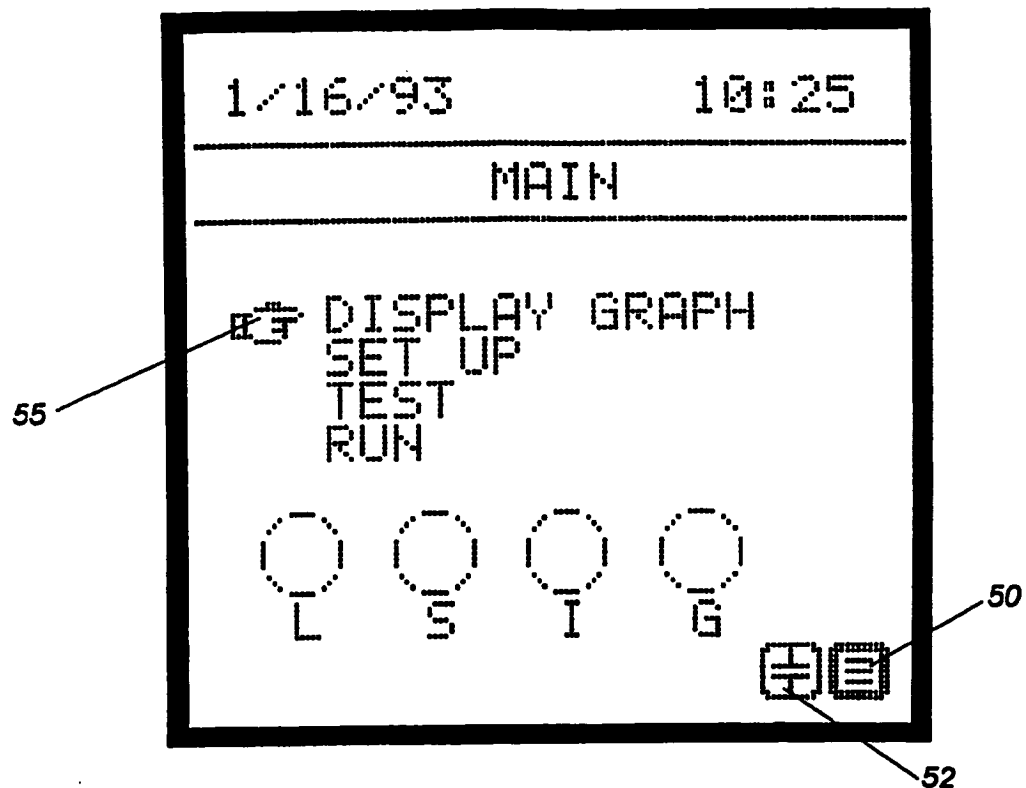 1/16/93 10:25
MAIN
DISPLAY GRAPH
SET UP
TEST
RUN
55
L S I G
50
52